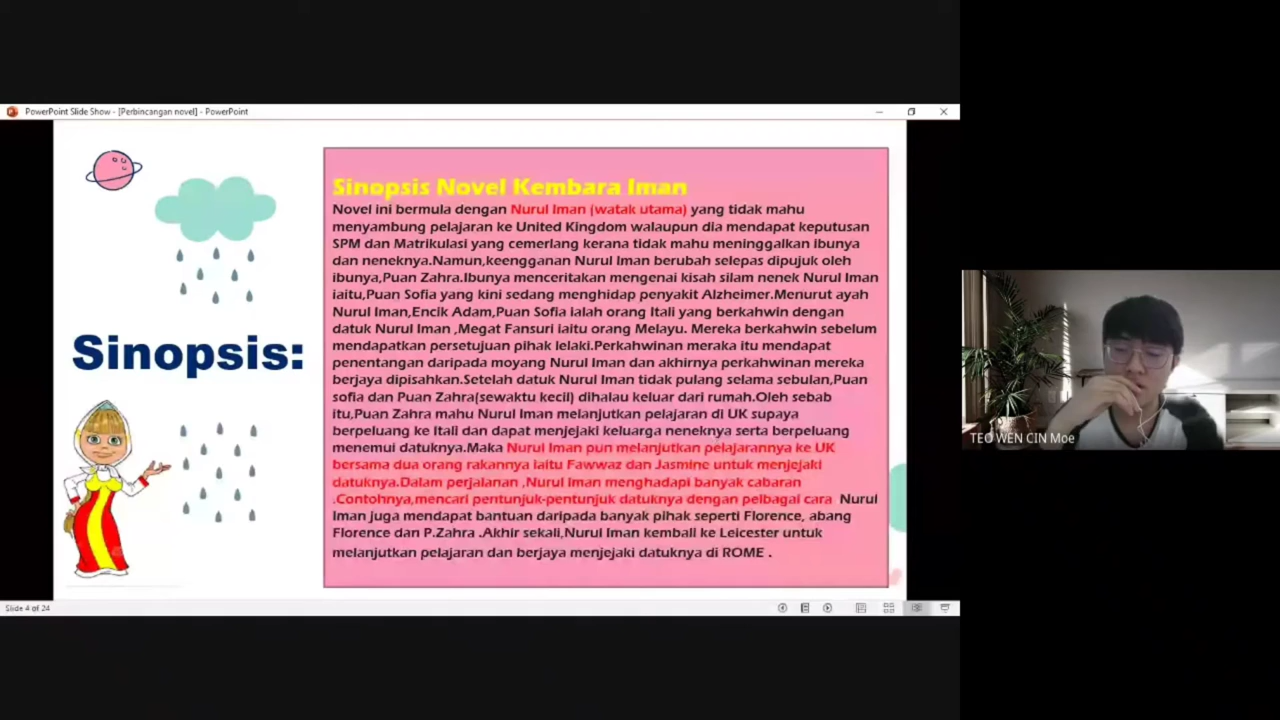 PowerPoint Slide Show - [Perbincangan novel] - PowerPoint
Sinopsis:
Sinopsis Novel Kembara Iman
Novel ini bermula dengan Nurul Iman (watak utama) yang tidak mahu
menyambung pelajaran ke United Kingdom walaupun dia mendapat keputusan
SPM dan Matrikulasi yang cemerlang kerana tidak mahu meninggalkan ibunya
dan neneknya.Namun,keengganan Nurul Iman berubah selepas dipujuk oleh
ibunya,Puan Zahra.Ibunya menceritakan mengenai kisah silam nenek Nurul Iman
iaitu,Puan Sofia yang kini sedang menghidap penyakit Alzheimer.Menurut ayah
Nurul Iman,Encik Adam,Puan Sofia ialah orang Itali yang berkahwin dengan
datuk Nurul Iman ,Megat Fansuri iaitu orang Melayu. Mereka berkahwin sebelum
mendapatkan persetujuan pihak lelaki.Perkahwinan meraka itu mendapat
penentangan daripada moyang Nurul Iman dan akhirnya perkahwinan mereka
berjaya dipisahkan.Setelah datuk Nurul Iman tidak pulang selama sebulan,Puan
sofia dan Puan Zahra(sewaktu kecil) dihalau keluar dari rumah.Oleh sebab
itu,Puan Zahra mahu Nurul Iman melanjutkan pelajaran di UK supaya
berpeluang ke Itali dan dapat menjejaki keluarga neneknya serta berpeluang
menemui datuknya.Maka Nurul Iman pun melanjutkan pelajarannya ke UK
bersama dua orang rakannya iaitu Fawwaz dan Jasmine untuk menjejaki
datuknya.Dalam perjalanan ,Nurul Iman menghadapi banyak cabaran
.Contohnya,mencari pentunjuk-pentunjuk datuknya dengan pelbagai cara Nurul
Iman juga mendapat bantuan daripada banyak pihak seperti Florence, abang
Florence dan P.Zahra .Akhir sekali,Nurul Iman kembali ke Leicester untuk
melanjutkan pelajaran dan berjaya menjejaki datuknya di ROME .
Slide 4 of 24
TEO WEN CIN Moe